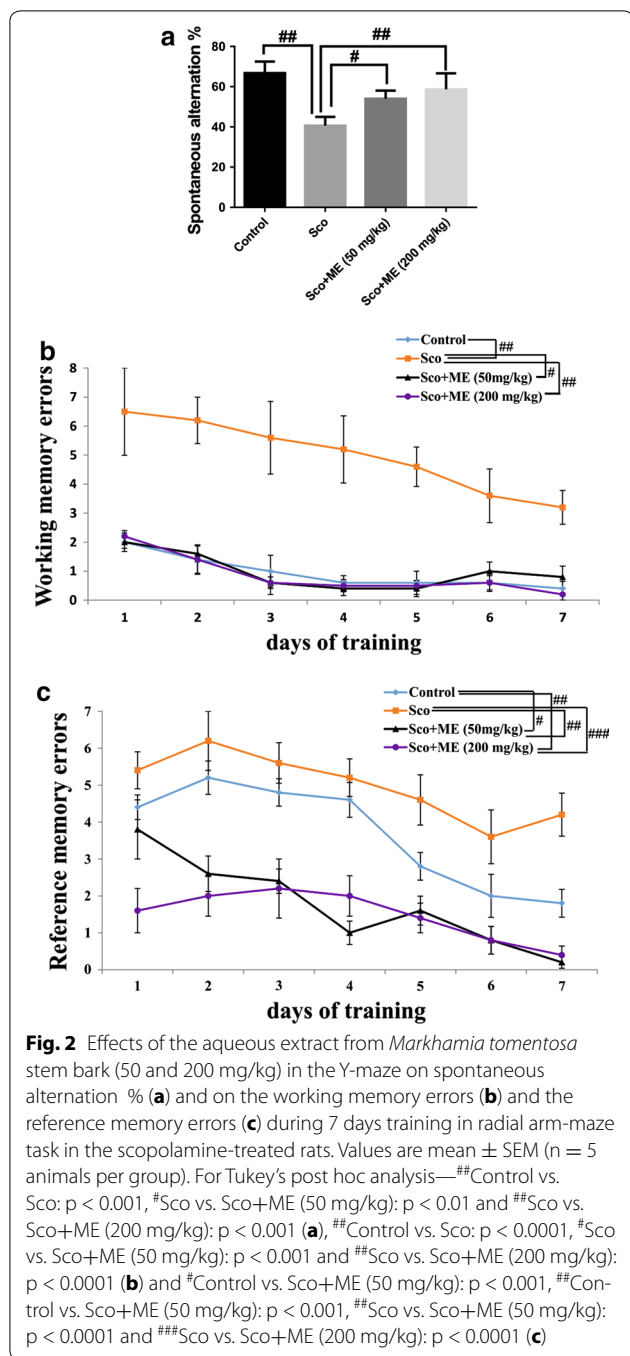 a
## ##
#
80
60
40
20
0
Spontaneous alternation %
Control
Sco
Sco+ME (50 mg/kg)
Sco+ME (200 mg/kg)
b
8
7
6
5
4
3
2
1
0
Working memory errors
Control
Sco
Sco+ME (50mg/kg)
Sco+ME (200 mg/kg)
##
#
##
1 2 3 4 5 6 7
days of training
c
7
6
5
4
3
2
1
0
Reference memory errors
Control
Sco
Sco+ME (50mg/kg)
Sco+ME (200 mg/kg)
##
#
##
###
1 2 3 4 5 6 7
days of training
Fig. 2 Effects of the aqueous extract from Markhamia tomentosa
stem bark (50 and 200 mg/kg) in the Y-maze on spontaneous
alternation % (a) and on the working memory errors (b) and the
reference memory errors (c) during 7 days training in radial arm-maze
task in the scopolamine-treated rats. Values are mean ± SEM (n = 5
animals per group). For Tukey's post hoc analysis—##Control vs.
Sco: p < 0.001, #Sco vs. Sco+ME (50 mg/kg): p < 0.01 and ##Sco vs.
Sco+ME (200 mg/kg): p < 0.001 (a), ##Control vs. Sco: p < 0.0001, #Sco
vs. Sco+ME (50 mg/kg): p < 0.001 and ##Sco vs. Sco+ME (200 mg/kg):
p < 0.0001 (b) and #Control vs. Sco+ME (50 mg/kg): p < 0.001, ##Con-
trol vs. Sco+ME (50 mg/kg): p < 0.001, ##Sco vs. Sco+ME (50 mg/kg):
p < 0.0001 and ###Sco vs. Sco+ME (200 mg/kg): p < 0.0001 (c)